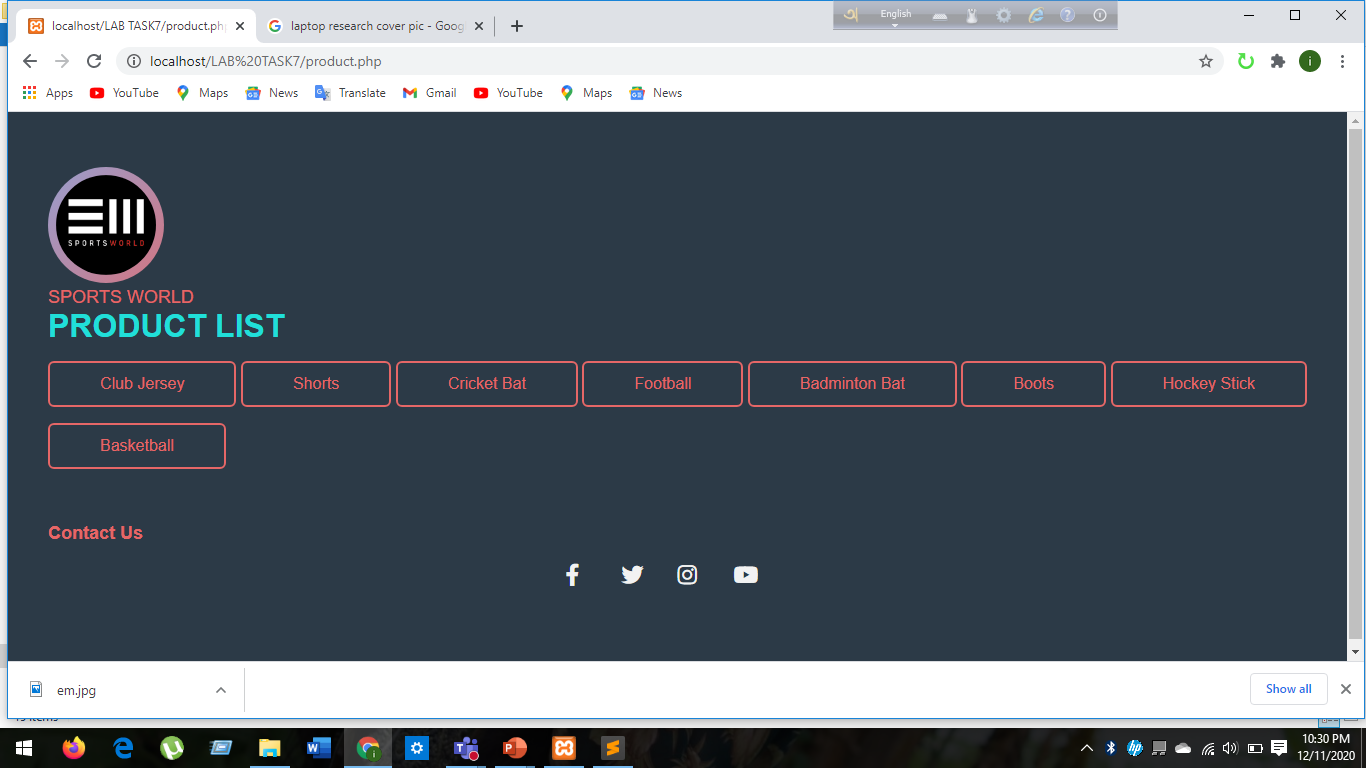 localhost/LAB TASK7/product.php
laptop research cover pic - Goog
English
localhost/LAB%20TASK7/product.php
i
Apps YouTube Maps News Translate Gmail YouTube Maps News
SPORTSWORLD
SPORTS WORLD
PRODUCT LIST
Club Jersey Shorts Cricket Bat Football Badminton Bat Boots Hockey Stick
Basketball
Contact Us
em.jpg
Show all
10:30 PM
12/11/2020